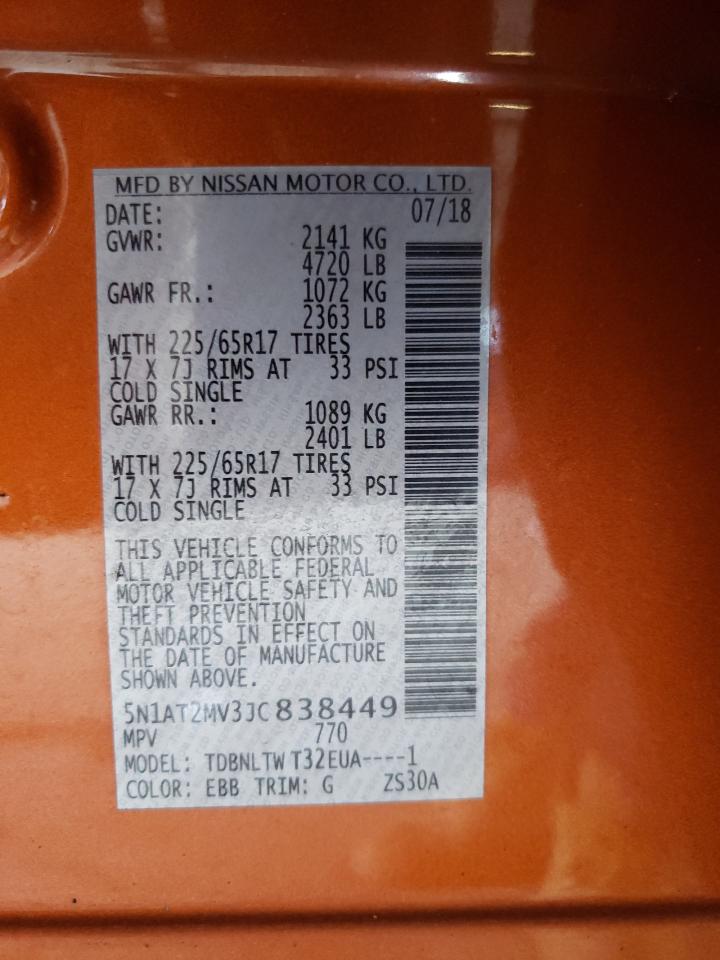 MFD BY NISSAN MOTOR CO., LTD.
DATE: 07/18
GVWR: 2141 KG
4720 LB
GAWR FR.: 1072 KG
2363 LB
WITH 225/65R17 TIRES
17 X 7J RIMS AT 33 PSI
COLD SINGLE
GAWR RR.: 1089 KG
2401 LB
WITH 225/65R17 TIRES
17 X 7J RIMS AT 33 PSI
COLD SINGLE
THIS VEHICLE CONFORMS TO
ALL APPLICABLE FEDERAL
MOTOR VEHICLE SAFETY AND
THEFT PREVENTION
STANDARDS IN EFFECT ON
THE DATE OF MANUFACTURE
SHOWN ABOVE.
5N1AT2MV3JC838449
MPV 770
MODEL: TDBNLTW T32EUA----1
COLOR: EBB TRIM: G ZS30A